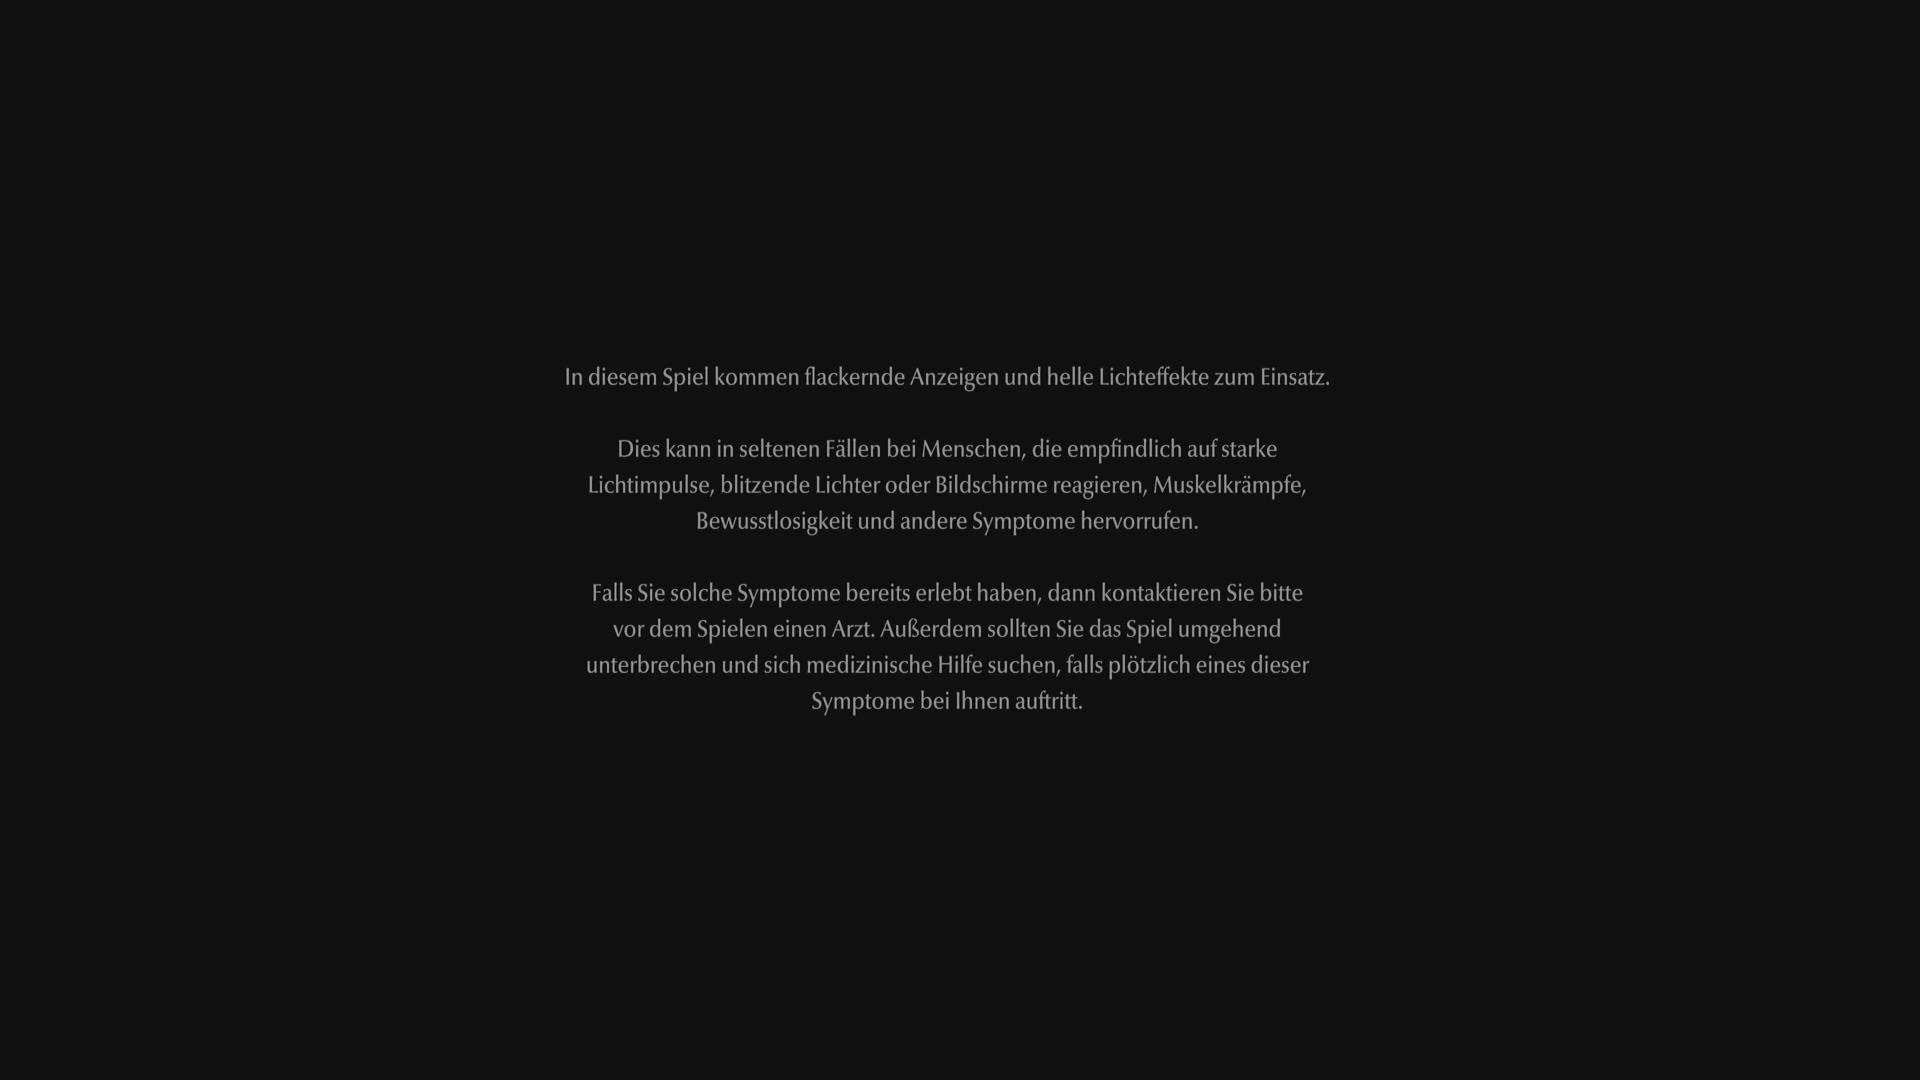 In diesem Spiel kommen flackernde Anzeigen und helle Lichteffekte zum Einsatz.
Dies kann in seltenen Fällen bei Menschen, die empfindlich auf starke
Lichtimpulse, blitzende Lichter oder Bildschirme reagieren, Muskelkrämpfe,
Bewusstlosigkeit und andere Symptome hervorrufen.
Falls Sie solche Symptome bereits erlebt haben, dann kontaktieren Sie bitte
vor dem Spielen einen Arzt. Außerdem sollten Sie das Spiel umgehend
unterbrechen und sich medizinische Hilfe suchen, falls plötzlich eines dieser
Symptome bei Ihnen auftritt.